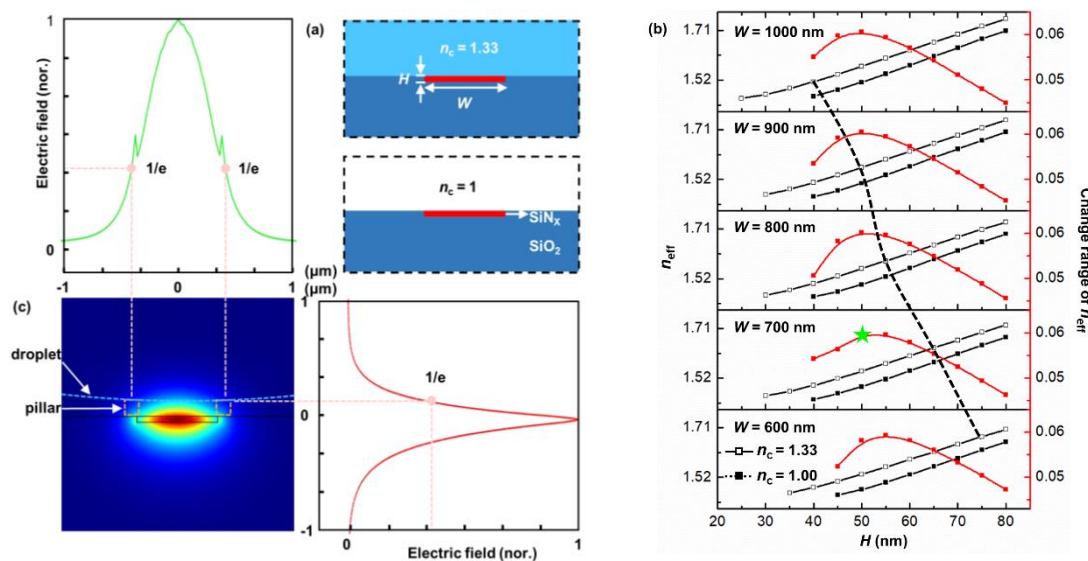 Electric field (nor.)
1
0
1/e
1/e
-1
0
1
(µm)
(a)
nc = 1.33
H
W
nc = 1
SiNX
SiO2
(c)
droplet
pillar
(µm)
1
0
-1
1/e
0
1
Electric field (nor.)
(b)
neff
Change range of neff
W = 1000 nm
1.71
1.52
0.06
0.05
W = 900 nm
1.71
1.52
0.06
0.05
W = 800 nm
1.71
1.52
0.06
0.05
W = 700 nm
1.71
1.52
0.06
0.05
W = 600 nm
1.71
1.52
0.06
0.05
nc = 1.33
nc = 1.00
20 30 40 50 60 70 80
H (nm)